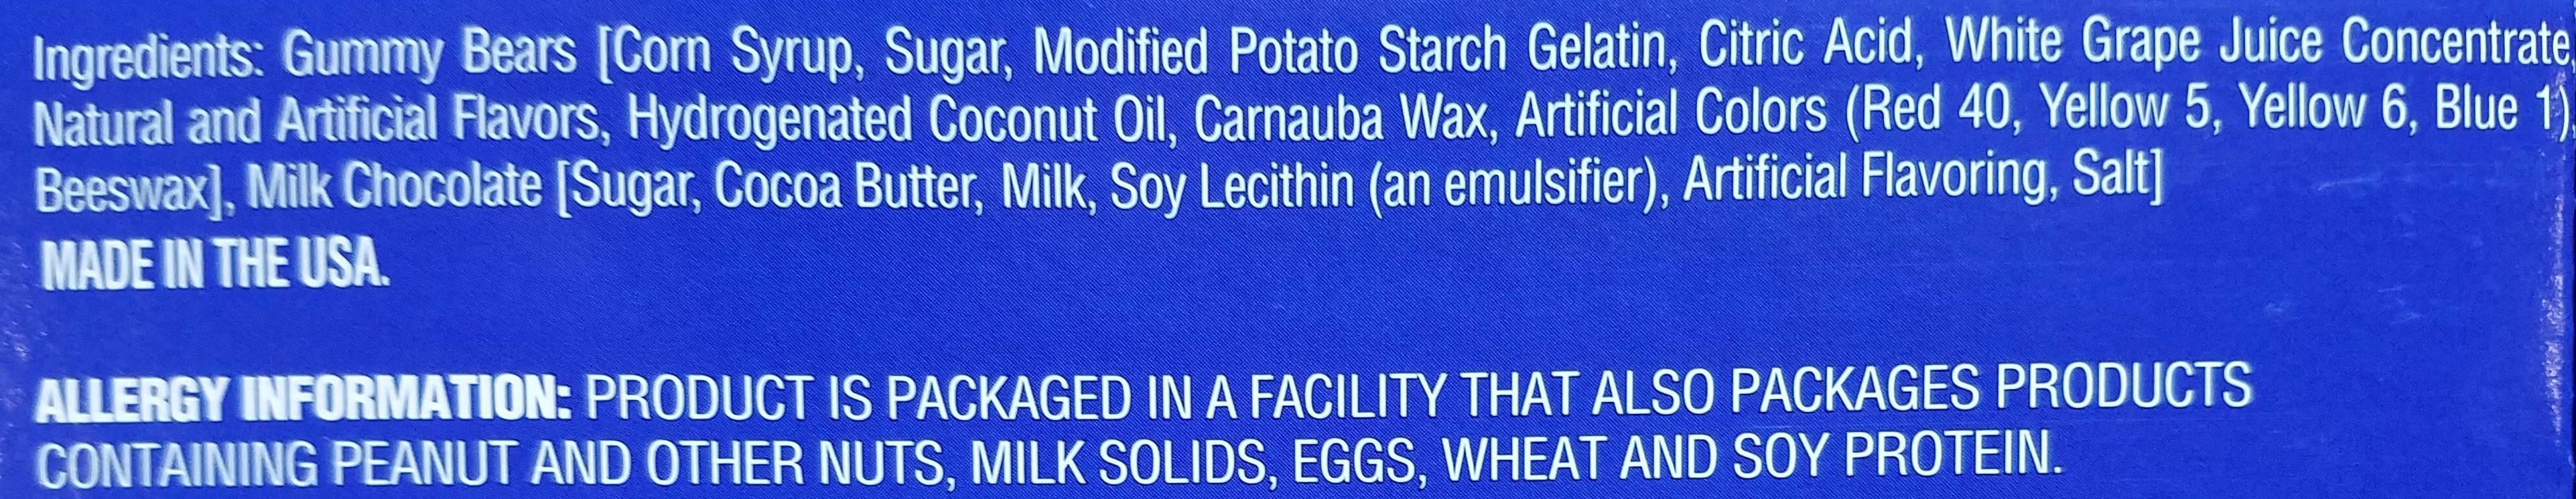 Ingredients: Gummy Bears [Corn Syrup, Sugar, Modified Potato Starch Gelatin, Citric Acid, White Grape Juice Concentrate,
Natural and Artificial Flavors, Hydrogenated Coconut Oil, Carnauba Wax, Artificial Colors (Red 40, Yellow 5, Yellow 6, Blue 1),
Beeswax], Milk Chocolate [Sugar, Cocoa Butter, Milk, Soy Lecithin (an emulsifier), Artificial Flavoring, Salt]
MADE IN THE USA.
ALLERGY INFORMATION: PRODUCT IS PACKAGED IN A FACILITY THAT ALSO PACKAGES PRODUCTS
CONTAINING PEANUT AND OTHER NUTS, MILK SOLIDS, EGGS, WHEAT AND SOY PROTEIN.